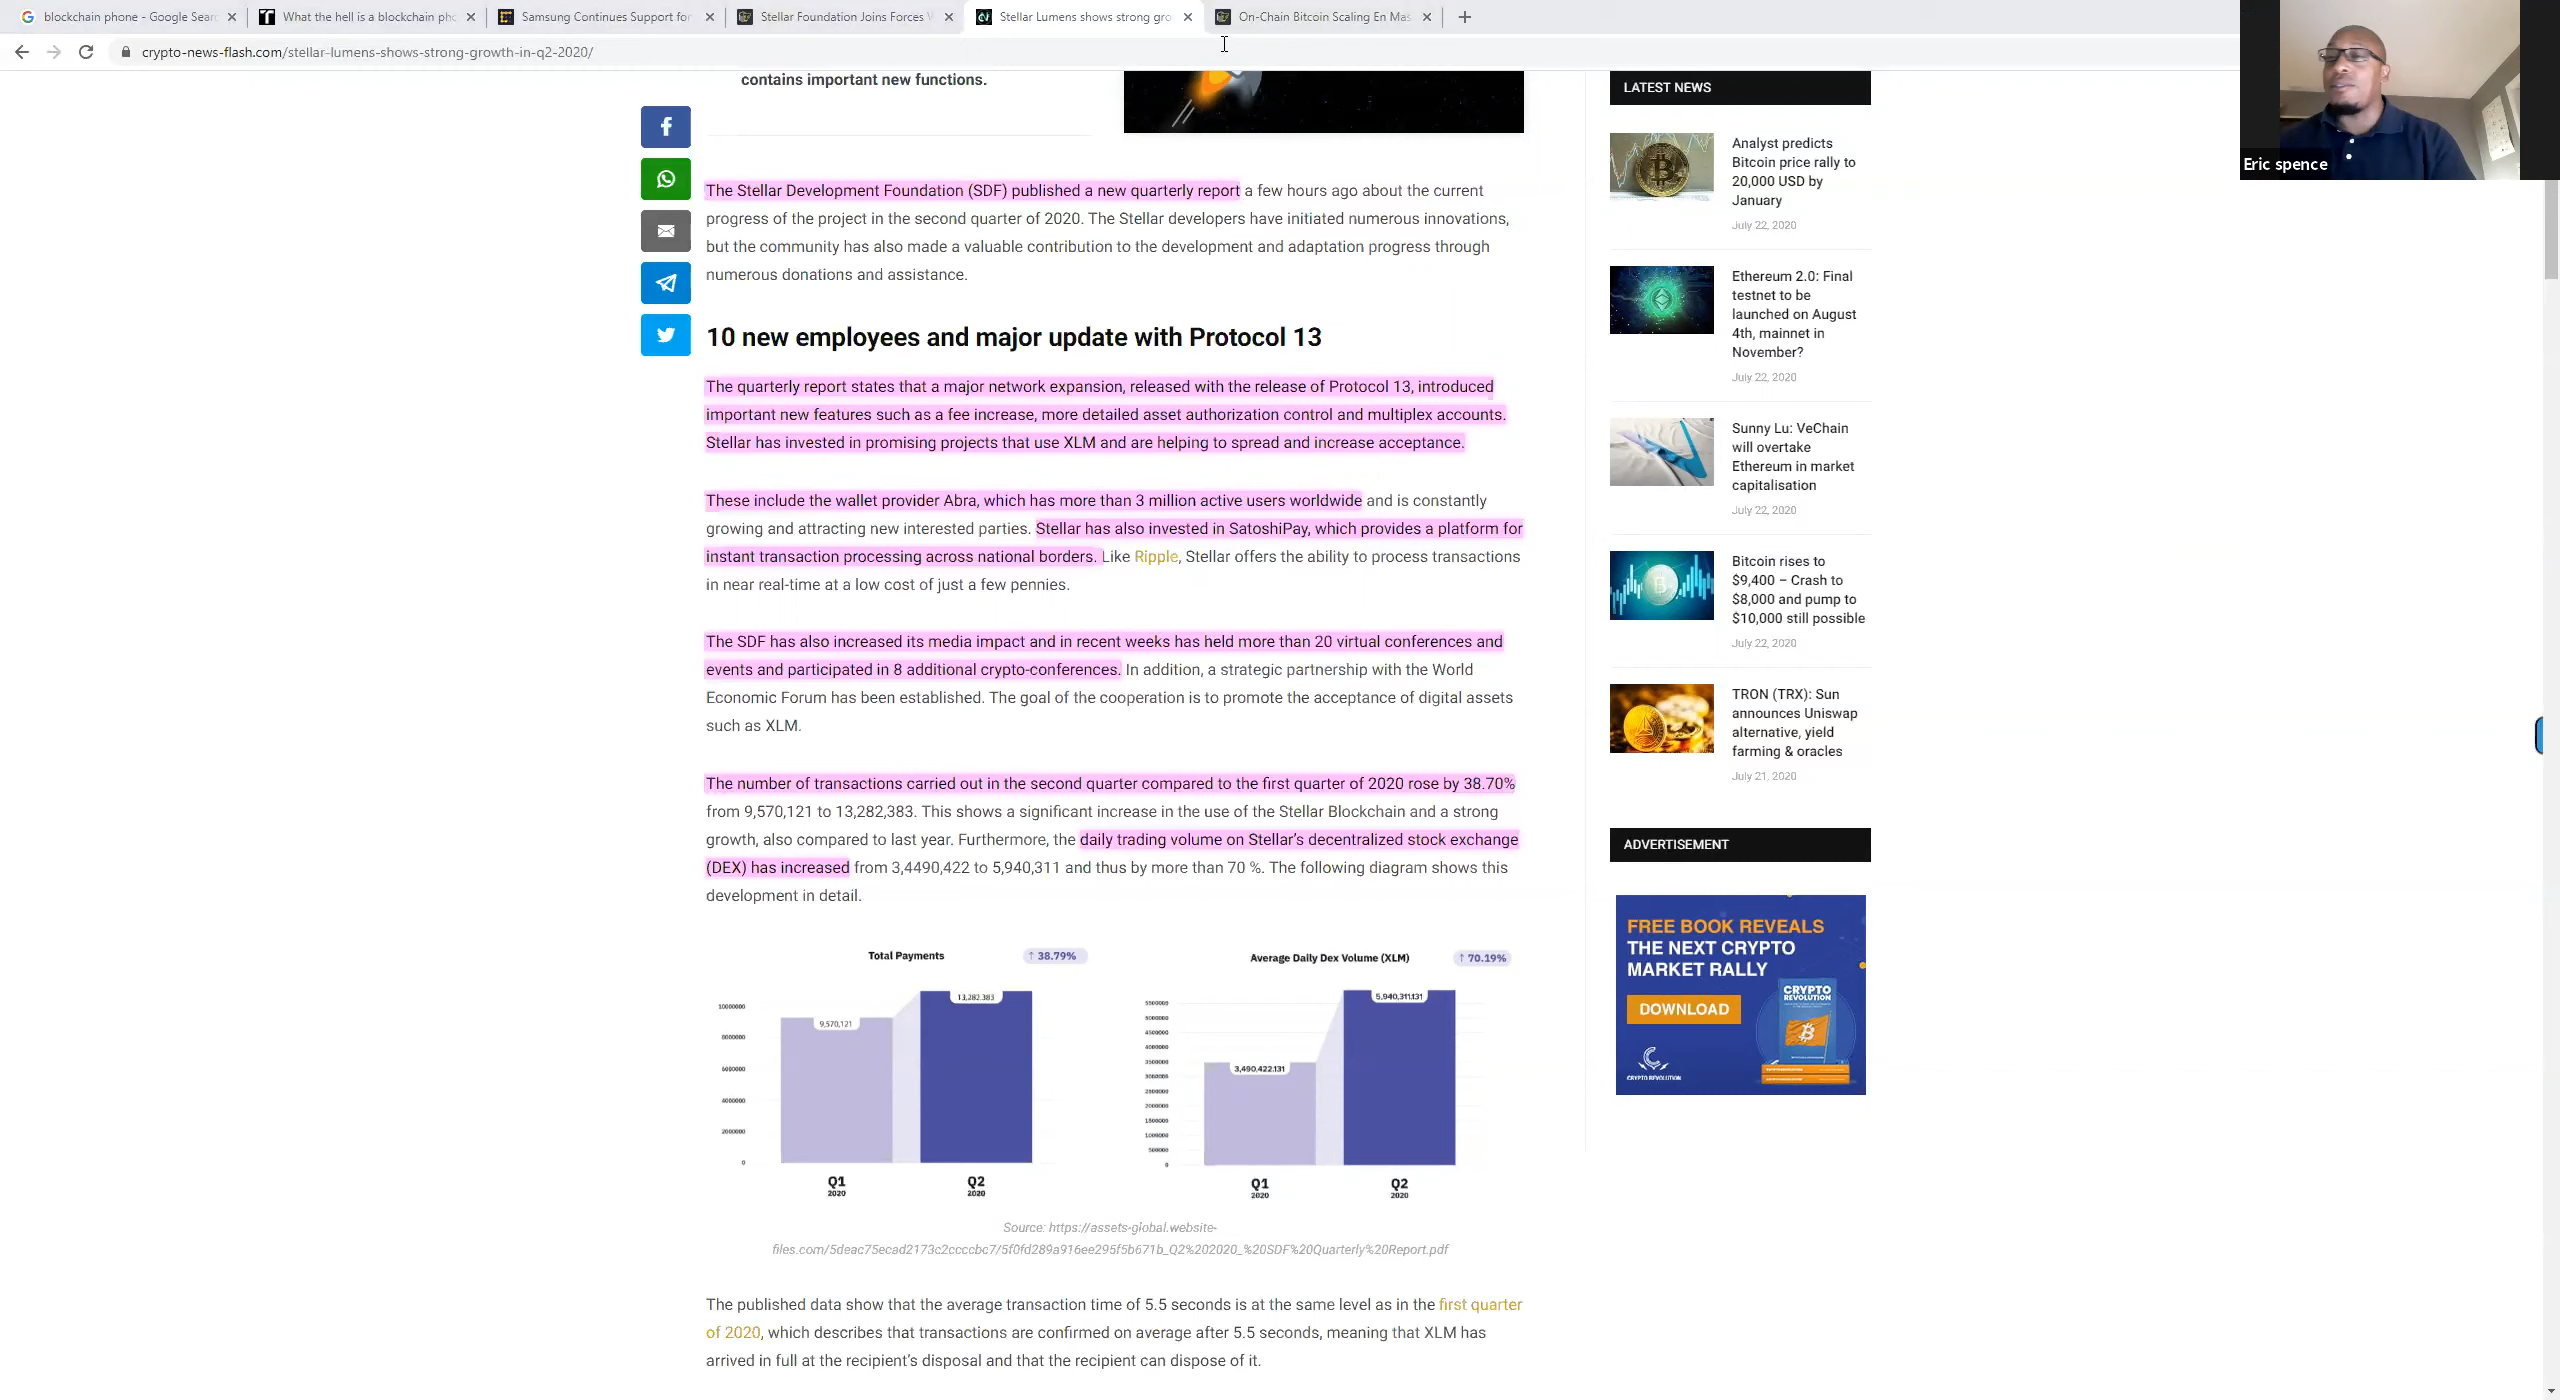 blockchain phone - Google Sear
What the hell is a blockchain pho
Samsung Continues Support for
Stellar Foundation Joins Forces
Stellar Lumens shows strong gro
On-Chain Bitcoin Scaling En Mas
crypto-news-flash.com/stellar-lumens-shows-strong-growth-in-q2-2020/
contains important new functions.
The Stellar Development Foundation (SDF) published a new quarterly report a few hours ago about the current
progress of the project in the second quarter of 2020. The Stellar developers have initiated numerous innovations,
but the community has also made a valuable contribution to the development and adaptation progress through
numerous donations and assistance.
10 new employees and major update with Protocol 13
The quarterly report states that a major network expansion, released with the release of Protocol 13, introduced
important new features such as a fee increase, more detailed asset authorization control and multiplex accounts.
Stellar has invested in promising projects that use XLM and are helping to spread and increase acceptance.
These include the wallet provider Abra, which has more than 3 million active users worldwide and is constantly
growing and attracting new interested parties. Stellar has also invested in SatoshiPay, which provides a platform for
instant transaction processing across national borders. Like Ripple, Stellar offers the ability to process transactions
in near real-time at a low cost of just a few pennies.
The SDF has also increased its media impact and in recent weeks has held more than 20 virtual conferences and
events and participated in 8 additional crypto-conferences. In addition, a strategic partnership with the World
Economic Forum has been established. The goal of the cooperation is to promote the acceptance of digital assets
such as XLM.
The number of transactions carried out in the second quarter compared to the first quarter of 2020 rose by 38.70%
from 9,570,121 to 13,282,383. This shows a significant increase in the use of the Stellar Blockchain and a strong
growth, also compared to last year. Furthermore, the daily trading volume on Stellar's decentralized stock exchange
(DEX) has increased from 3,4490,422 to 5,940,311 and thus by more than 70 %. The following diagram shows this
development in detail.
Total Payments
↑ 38.79%
10000000
8000000
6000000
4000000
2000000
0
9,570,121
13,282,383
Q1
2020
Q2
2020
Average Daily Dex Volume (XLM)
↑ 70.19%
5500000
5000000
4500000
4000000
3500000
3000000
2500000
2000000
1500000
1000000
500000
0
3,490,422.131
5,940,311.131
Q1
2020
Q2
2020
Source: https://assets-global.website-
files.com/5deac75ecad2173c2ccccbc7/5f0fd289a916ee295f5b671b_Q2%202020_%20SDF%20Quarterly%20Report.pdf
The published data show that the average transaction time of 5.5 seconds is at the same level as in the first quarter
of 2020, which describes that transactions are confirmed on average after 5.5 seconds, meaning that XLM has
arrived in full at the recipient's disposal and that the recipient can dispose of it.
LATEST NEWS
Analyst predicts
Bitcoin price rally to
20,000 USD by
January
July 22, 2020
Ethereum 2.0: Final
testnet to be
launched on August
4th, mainnet in
November?
July 22, 2020
Sunny Lu: VeChain
will overtake
Ethereum in market
capitalisation
July 22, 2020
Bitcoin rises to
$9,400 – Crash to
$8,000 and pump to
$10,000 still possible
July 22, 2020
TRON (TRX): Sun
announces Uniswap
alternative, yield
farming & oracles
July 21, 2020
ADVERTISEMENT
FREE BOOK REVEALS
THE NEXT CRYPTO
MARKET RALLY
DOWNLOAD
CRYPTO
REVOLUTION
CRYPTO REVOLUTION
Eric spence